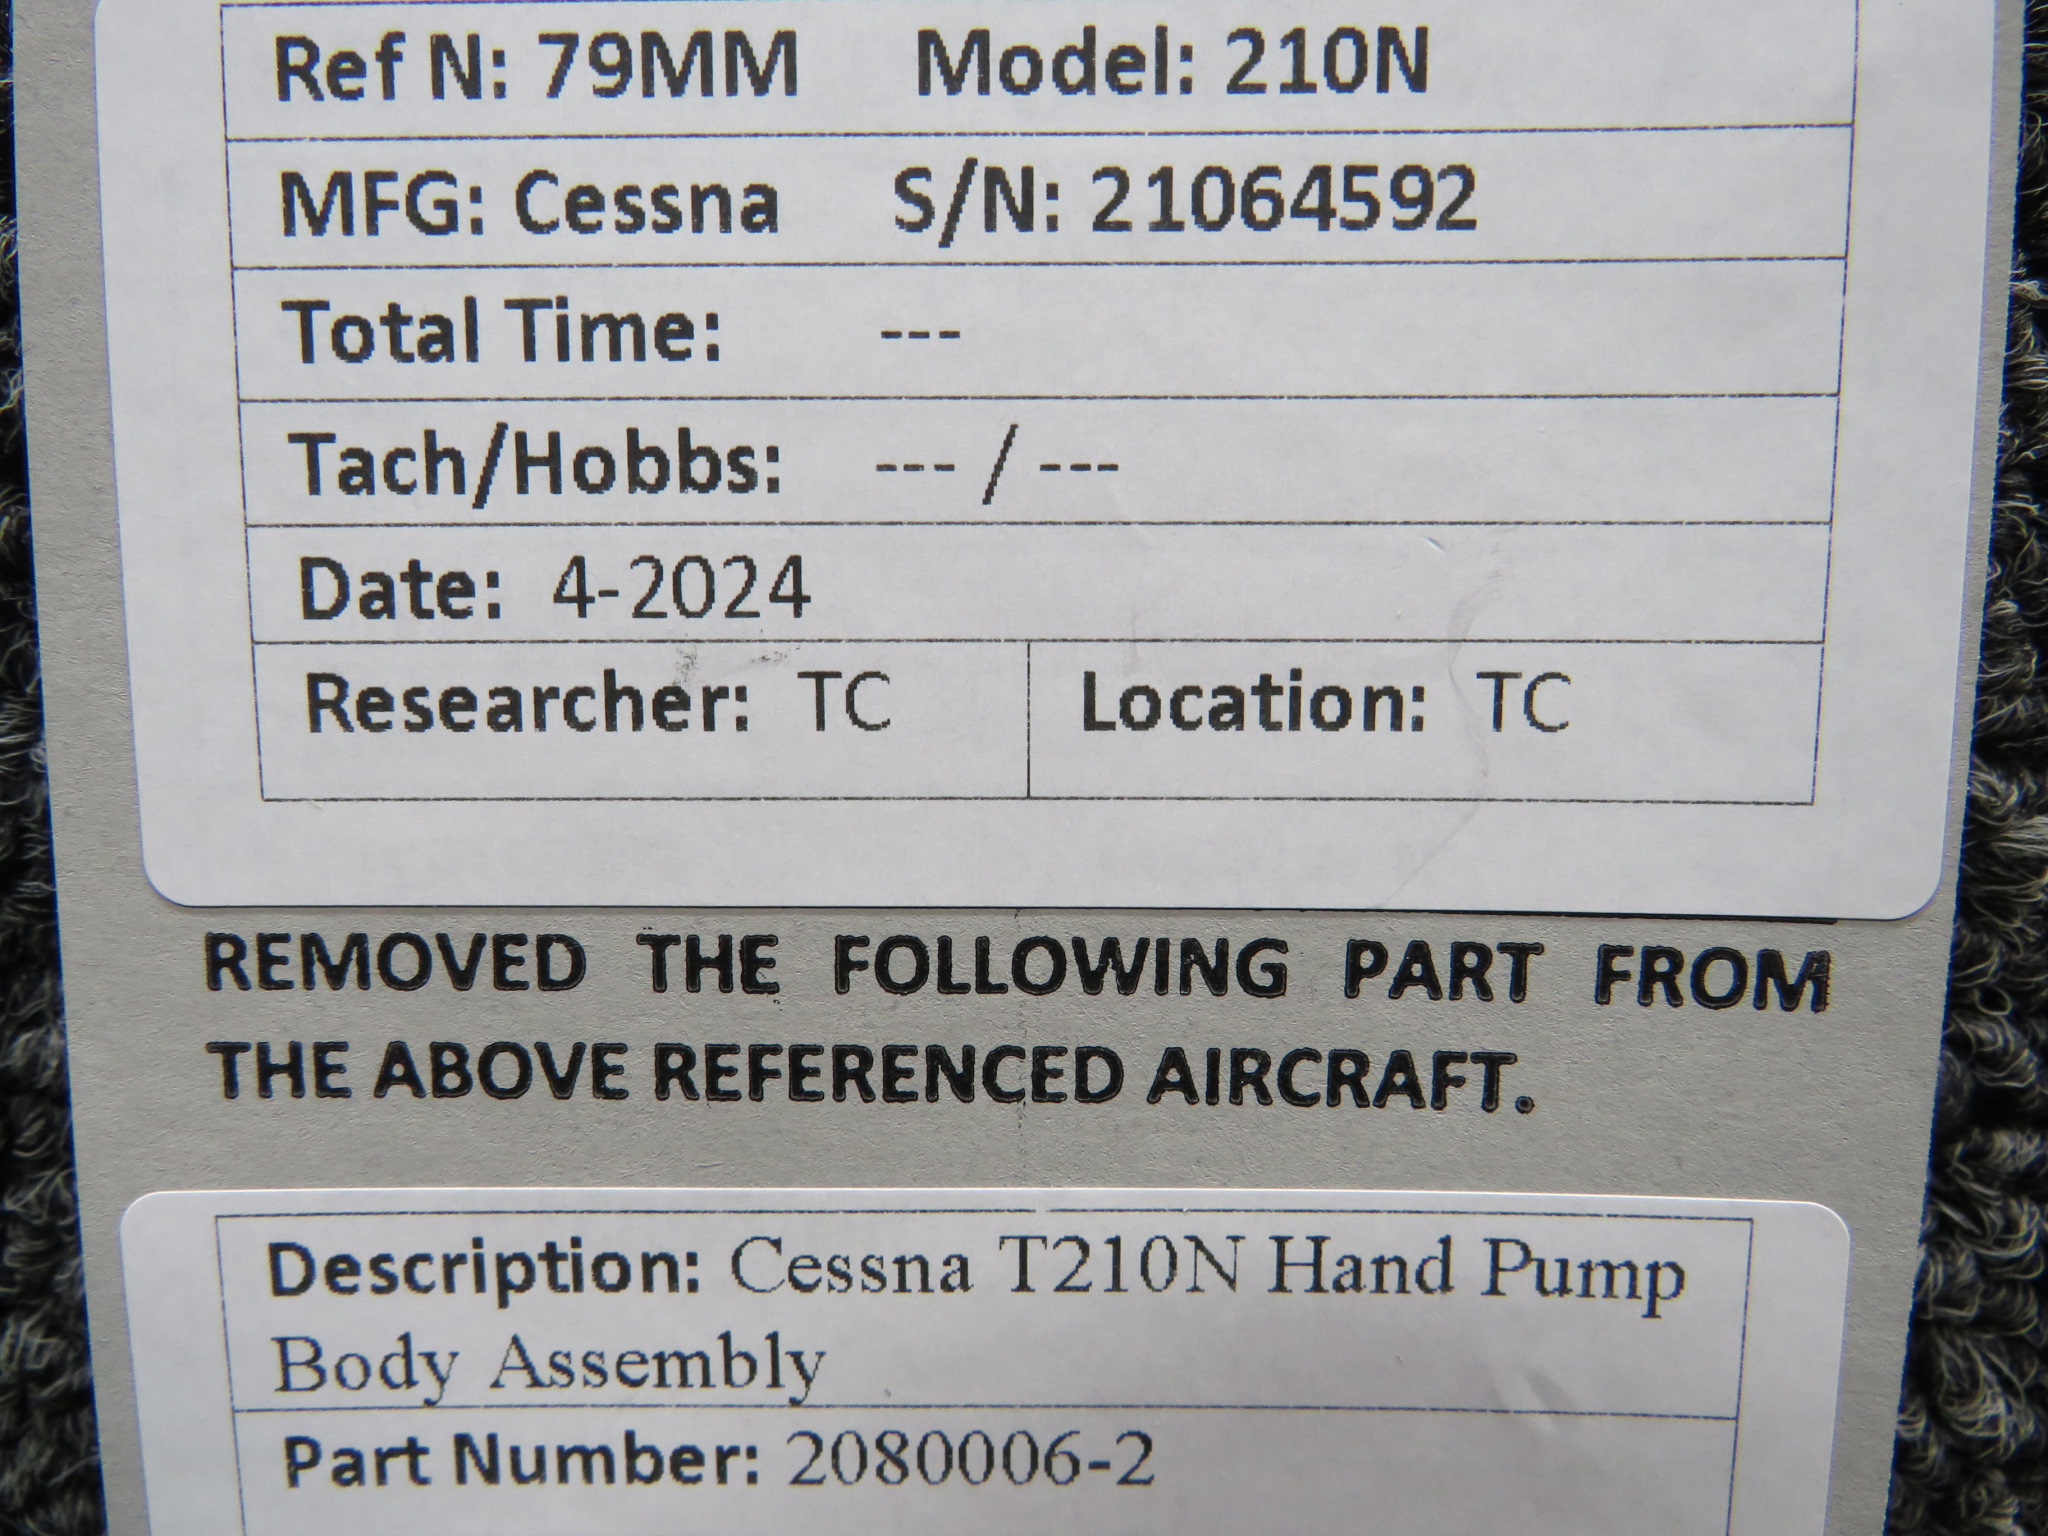 Ref N: 79MM Model: 210N
MFG: Cessna S/N: 21064592
Total Time: ---
Tach/Hobbs: --- / ---
Date: 4-2024
Researcher: TC Location: TC
REMOVED THE FOLLOWING PART FROM
THE ABOVE REFERENCED AIRCRAFT.
Description: Cessna T210N Hand Pump
Body Assembly
Part Number: 2080006-2